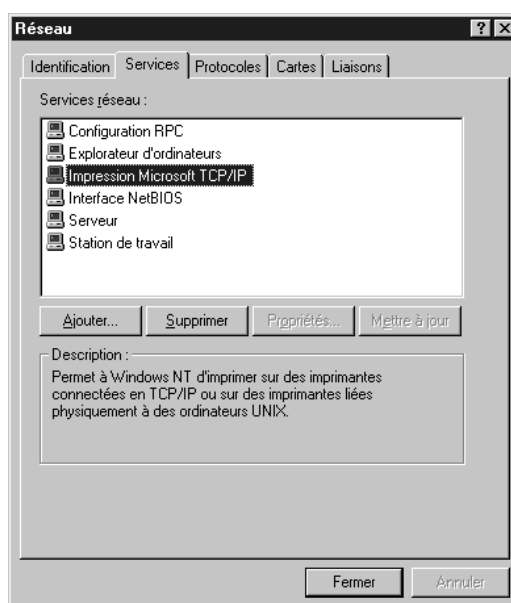 Réseau
Identification Services Protocoles Cartes Liaisons
Services réseau :
Configuration RPC
Explorateur d'ordinateurs
Impression Microsoft TCP/IP
Interface NetBIOS
Serveur
Station de travail
Ajouter... Supprimer Propriétés... Mettre à jour
Description :
Permet à Windows NT d'imprimer sur des imprimantes
connectées en TCP/IP ou sur des imprimantes liées
physiquement à des ordinateurs UNIX.
Fermer Annuler